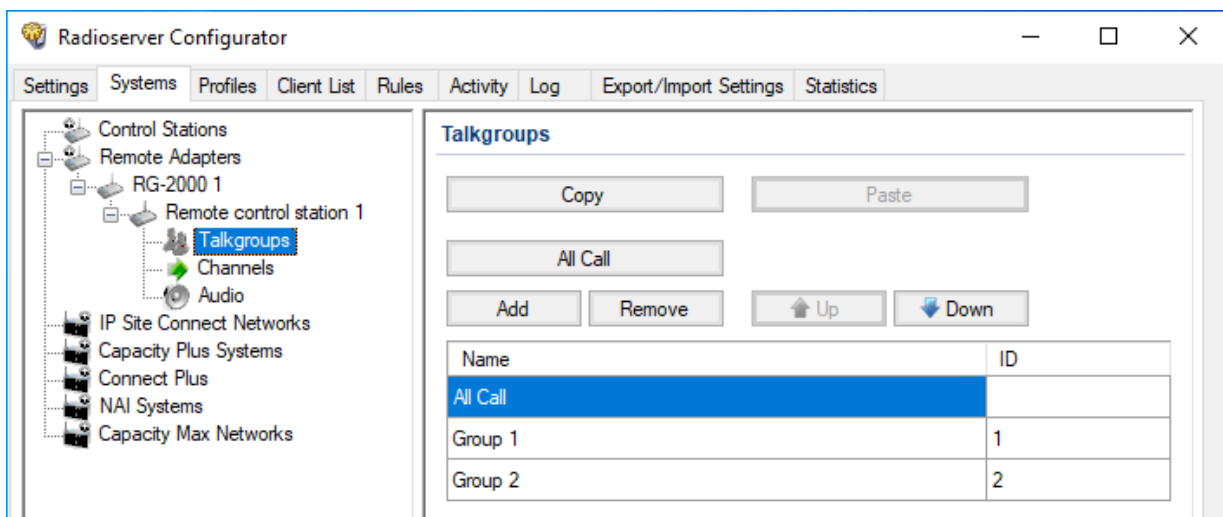 Radioserver Configurator
Settings Systems Profiles Client List Rules Activity Log Export/Import Settings Statistics
Control Stations
Remote Adapters
RG-2000 1
Remote control station 1
Talkgroups
Channels
Audio
IP Site Connect Networks
Capacity Plus Systems
Connect Plus
NAI Systems
Capacity Max Networks
Talkgroups
Copy Paste
All Call
Add Remove Up Down
Name ID
All Call
Group 1 1
Group 2 2